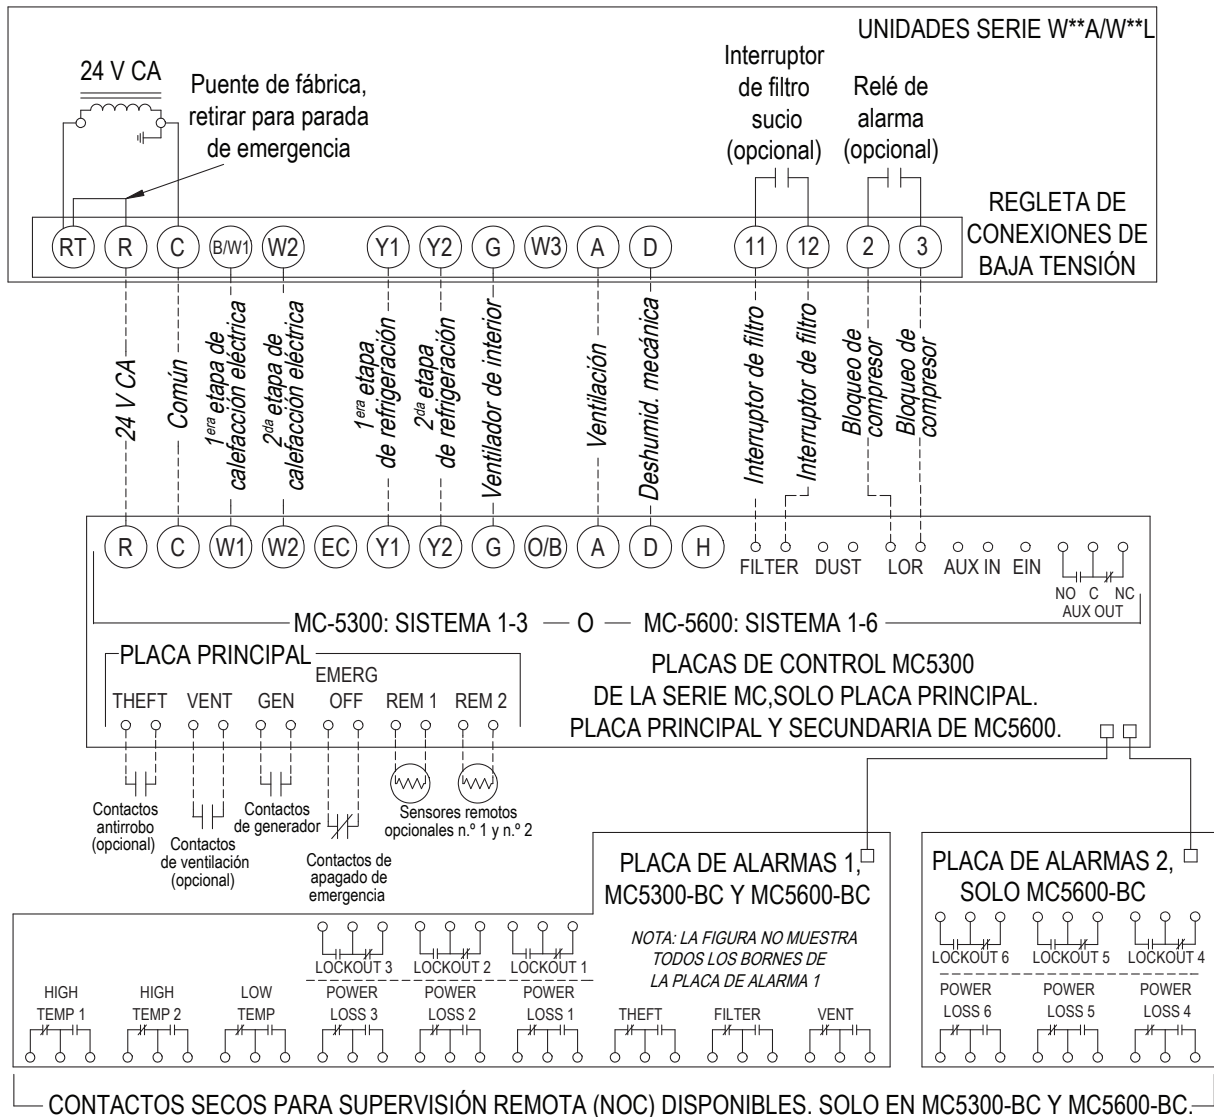 UNIDADES SERIE W**A/W**L
24 V CA
Puente de fábrica,
retirar para parada
de emergencia
Interruptor
de filtro
sucio
(opcional)
Relé de
alarma
(opcional)
REGLETA DE
CONEXIONES DE
BAJA TENSIÓN
RT R C B/W1 W2 Y1 Y2 G W3 A D 11 12 2 3
24 V CA
Común
1era etapa de
calefacción eléctrica
2da etapa de
calefacción eléctrica
1era etapa
de refrigeración
2da etapa
de refrigeración
Ventilador de interior
Ventilación
Deshumid. mecánica
Interruptor de filtro
Interruptor de filtro
Bloqueo de
compresor
Bloqueo de
compresor
R C W1 W2 EC Y1 Y2 G O/B A D H
FILTER DUST LOR AUX IN EIN
NO C NC
AUX OUT
MC-5300: SISTEMA 1-3 O MC-5600: SISTEMA 1-6
PLACA PRINCIPAL
THEFT VENT GEN EMERG
OFF REM 1 REM 2
PLACAS DE CONTROL MC5300
DE LA SERIE MC,SOLO PLACA PRINCIPAL.
PLACA PRINCIPAL Y SECUNDARIA DE MC5600.
Contactos
antirrobo
(opcional)
Contactos
de ventilación
(opcional)
Contactos
de generador
Contactos de
apagado de
emergencia
Sensores remotos
opcionales n.º 1 y n.º 2
PLACA DE ALARMAS 1,
MC5300-BC Y MC5600-BC
NOTA: LA FIGURA NO MUESTRA
TODOS LOS BORNES DE
LA PLACA DE ALARMA 1
LOCKOUT 3 LOCKOUT 2 LOCKOUT 1
HIGH
TEMP 1
HIGH
TEMP 2
LOW
TEMP
POWER
LOSS 3
POWER
LOSS 2
POWER
LOSS 1
THEFT
FILTER
VENT
PLACA DE ALARMAS 2,
SOLO MC5600-BC
LOCKOUT 6 LOCKOUT 5 LOCKOUT 4
POWER
LOSS 6
POWER
LOSS 5
POWER
LOSS 4
CONTACTOS SECOS PARA SUPERVISIÓN REMOTA (NOC) DISPONIBLES. SOLO EN MC5300-BC Y MC5600-BC.